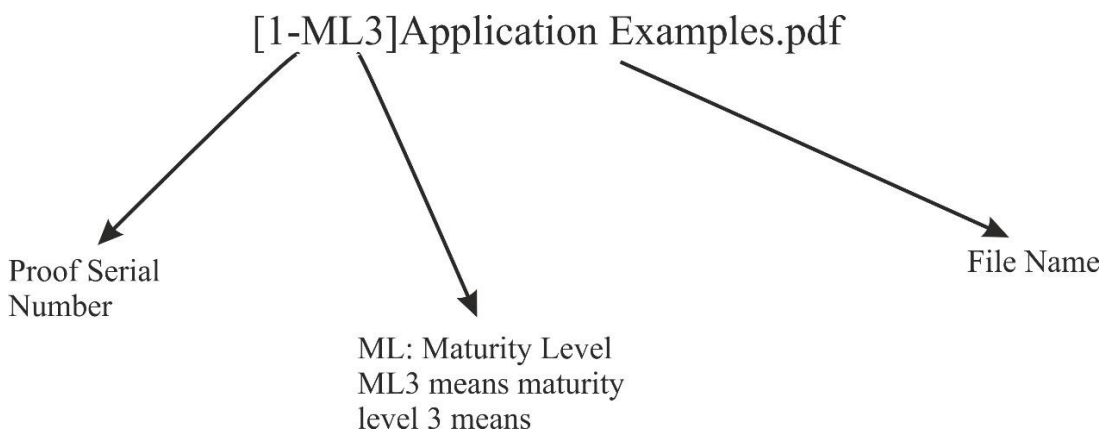 [1-ML3]Application Examples.pdf
Proof Serial
Number
File Name
ML: Maturity Level
ML3 means maturity
level 3 means